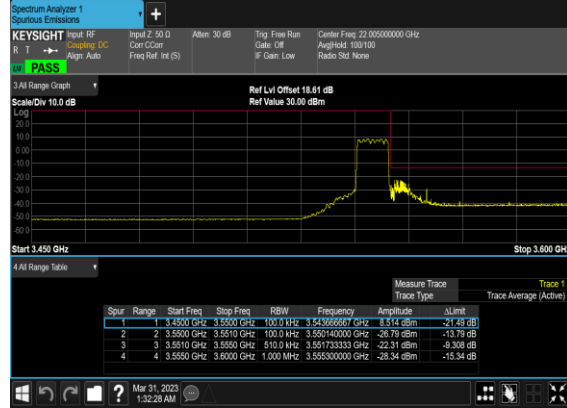 Spectrum Analyzer 1
Spurious Emissions
+
KEYSIGHT Input: RF Input Z: 50 Ω Atten: 30 dB Trig: Free Run Center Freq: 22.005000000 GHz
R T Coupling: DC Corr CCorr Gate: Off Avg|Hold: 100/100
Align: Auto Freq Ref: Int (S) IF Gain: Low Radio Std: None
LW PASS
3 All Range Graph
Ref Lvl Offset 18.61 dB
Scale/Div 10.0 dB Ref Value 30.00 dBm
Log
20.0
10.0
0.00
-10.0
-20.0
-30.0
-40.0
-50.0
-60.0
Start 3.450 GHz Stop 3.600 GH
4 All Range Table
Measure Trace Trace 1
Trace Type Trace Average (Active)
Spur Range Start Freq Stop Freq RBW Frequency Amplitude ΔLimit
1 1 3.4500 GHz 3.5500 GHz 100.0 kHz 3.543666667 GHz 8.514 dBm -21.49 dB
2 2 3.5500 GHz 3.5510 GHz 100.0 kHz 3.550140000 GHz -26.79 dBm -13.79 dB
3 3 3.5510 GHz 3.5550 GHz 510.0 kHz 3.551733333 GHz -22.31 dBm -9.308 dB
4 4 3.5550 GHz 3.6000 GHz 1.000 MHz 3.555300000 GHz -28.34 dBm -15.34 dB
? Mar 31, 2023
1:32:28 AM